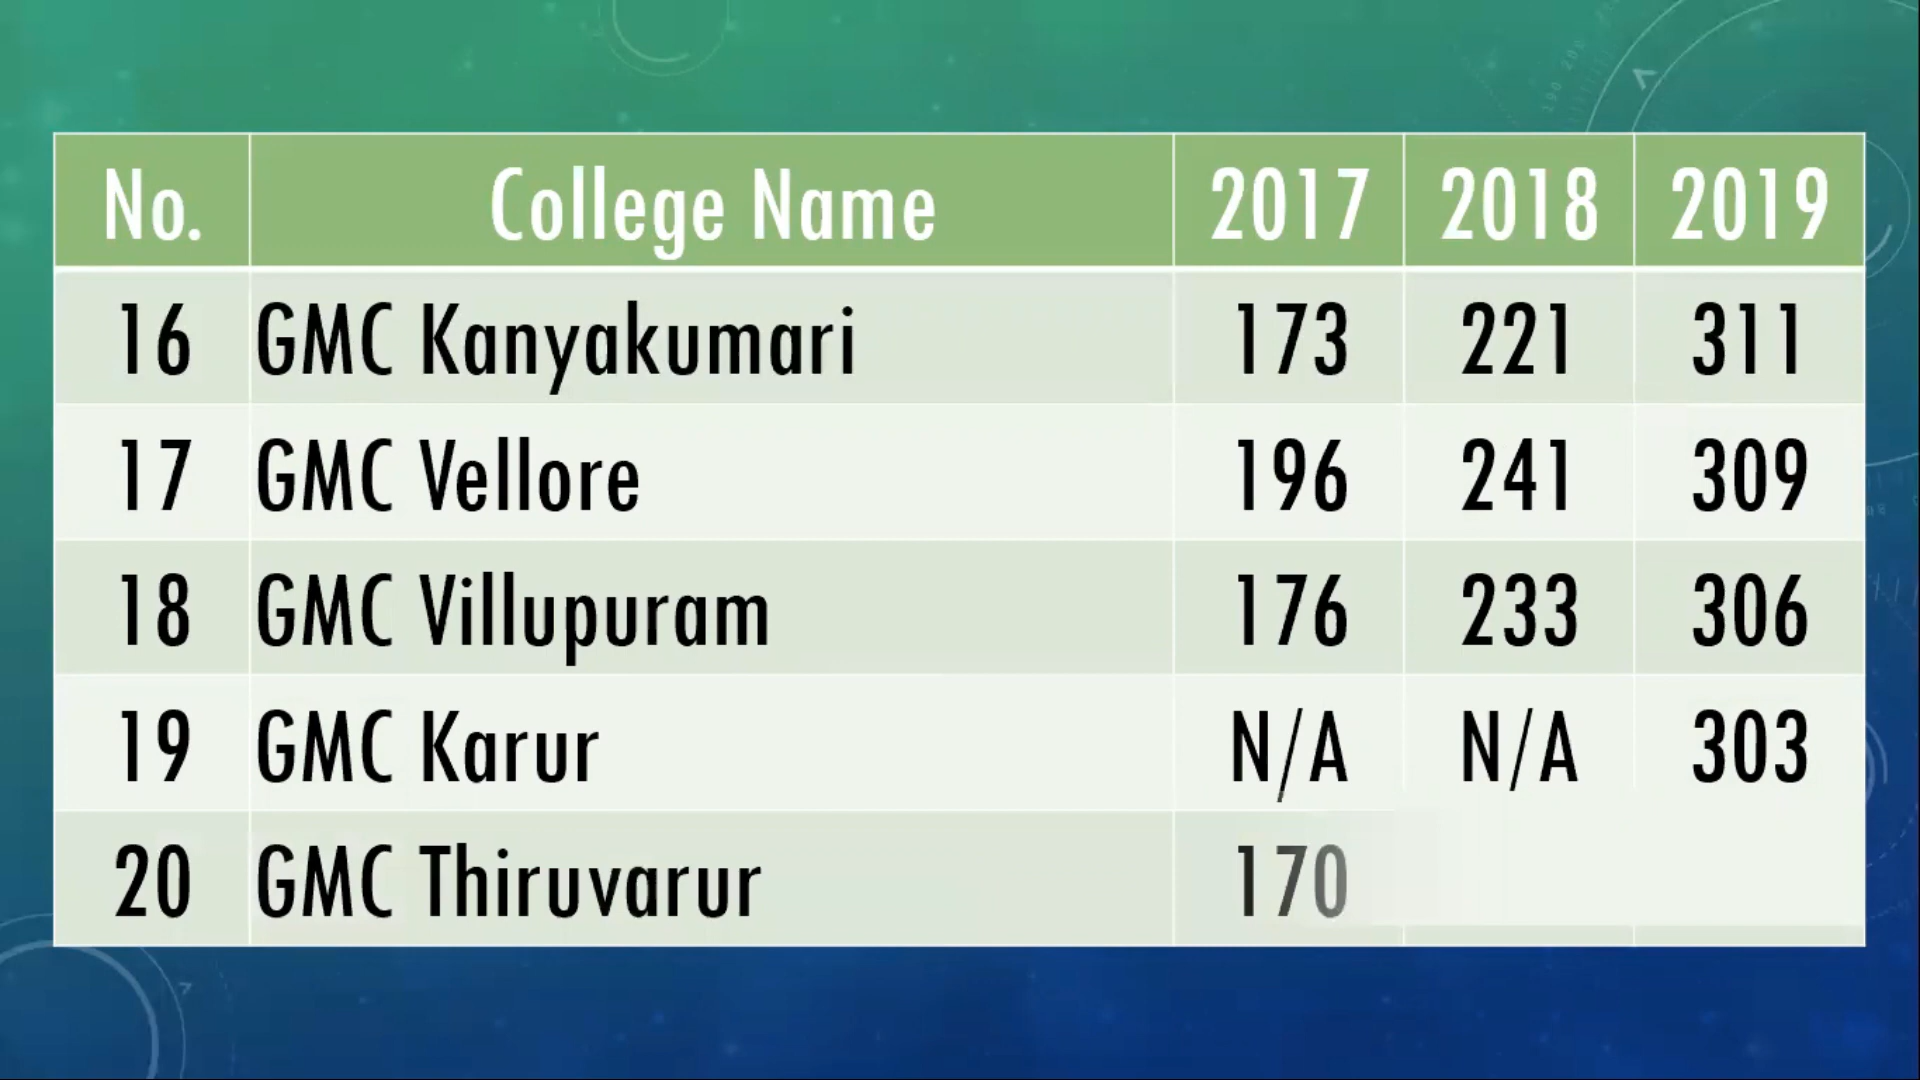 No. College Name 2017 2018 2019
16 GMC Kanyakumari 173 221 311
17 GMC Vellore 196 241 309
18 GMC Villupuram 176 233 306
19 GMC Karur N/A N/A 303
20 GMC Thiruvarur 170